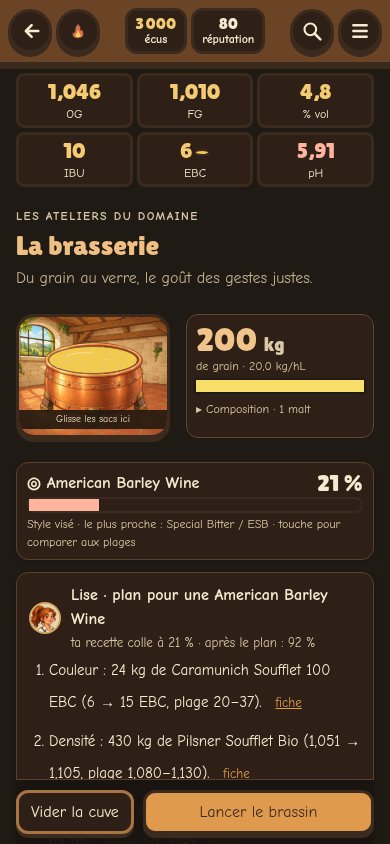 3 000
écus
80
réputation
1,046
OG
1,010
FG
4,8
% vol
10
IBU
6
EBC
5,91
pH
LES ATELIERS DU DOMAINE
La brasserie
Du grain au verre, le goût des gestes justes.
Glisse les sacs ici
200 kg
de grain · 20,0 kg/hL
▸ Composition · 1 malt
◎ American Barley Wine 21 %
Style visé · le plus proche : Special Bitter / ESB · touche pour
comparer aux plages
Lise · plan pour une American Barley
Wine
ta recette colle à 21 % · après le plan : 92 %
1. Couleur : 24 kg de Caramunich Soufflet 100
EBC (6 → 15 EBC, plage 20–37). fiche
2. Densité : 430 kg de Pilsner Soufflet Bio (1,051 →
1,105, plage 1,080–1,130). fiche
Vider la cuve
Lancer le brassin